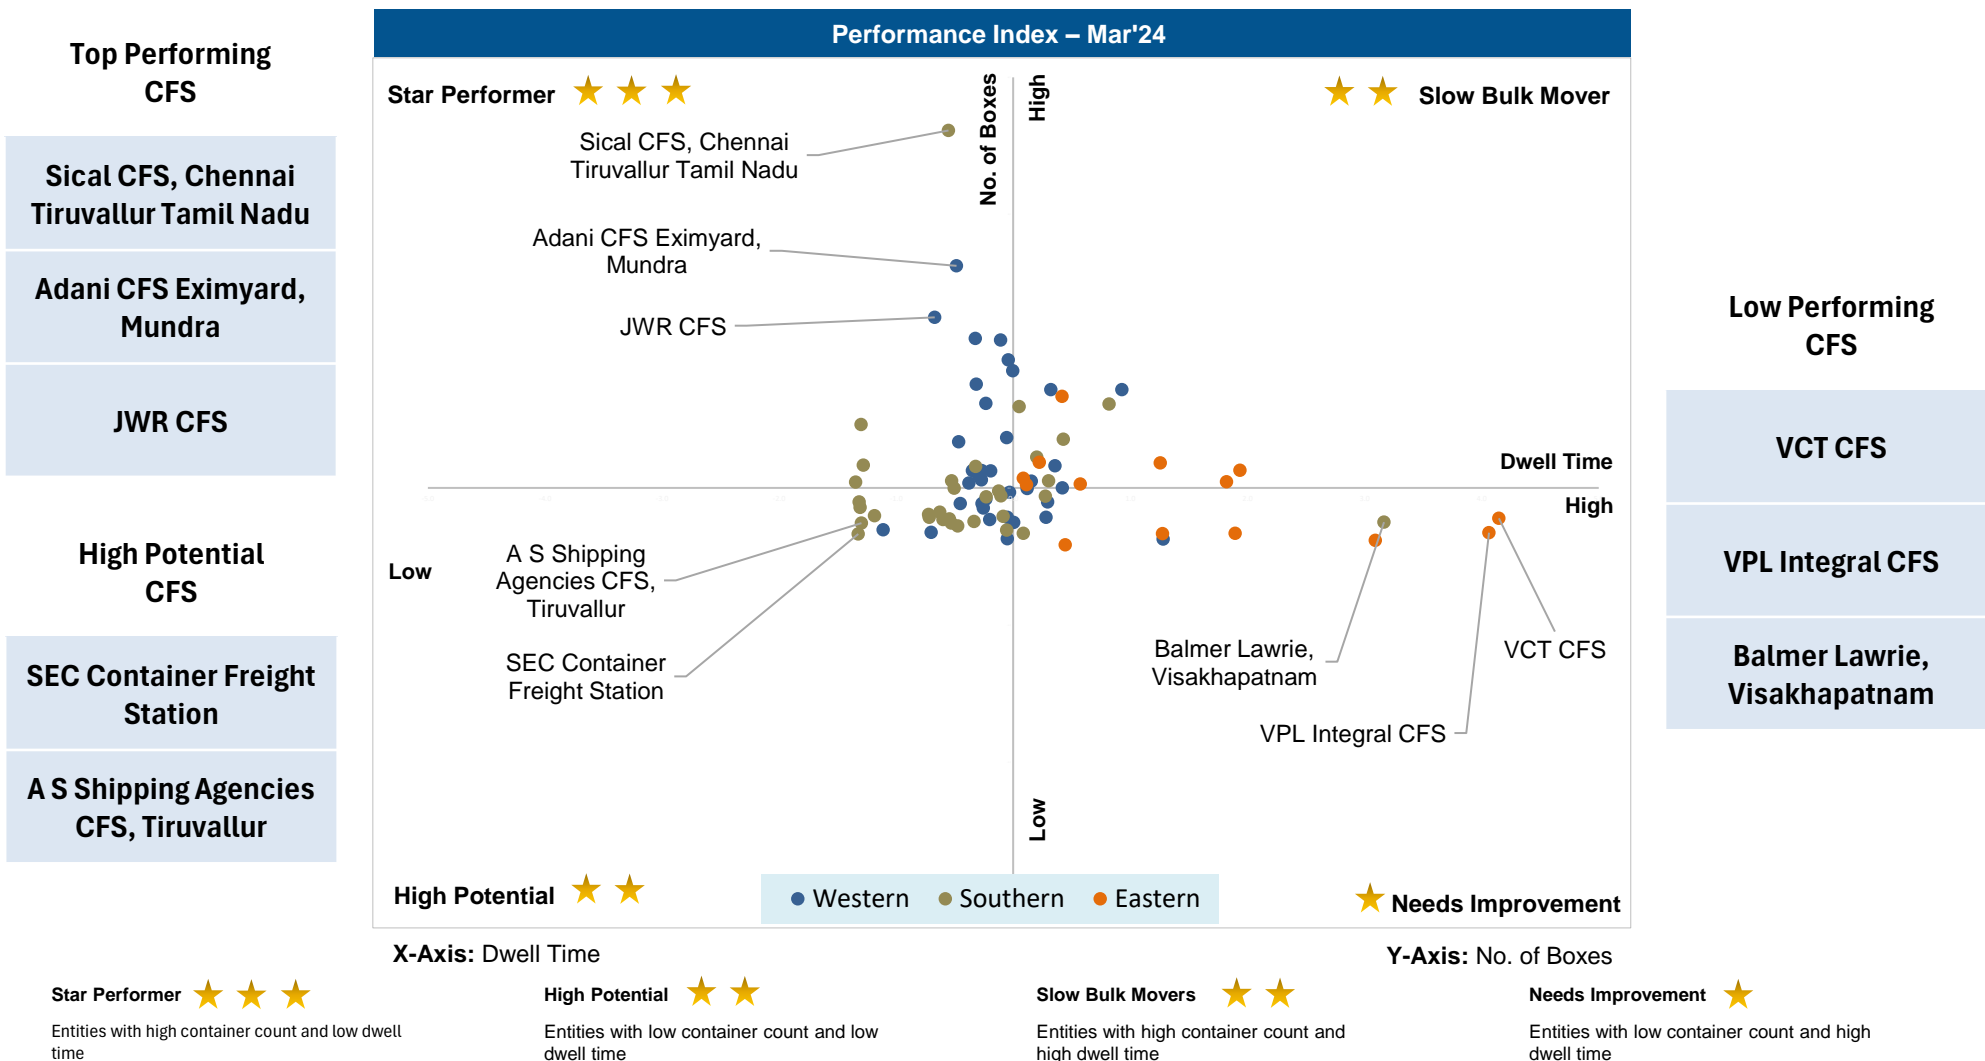 Top Performing
CFS
Sical CFS, Chennai
Tiruvallur Tamil Nadu
Adani CFS Eximyard,
Mundra
JWR CFS
High Potential
CFS
SEC Container Freight
Station
A S Shipping Agencies
CFS, Tiruvallur
Performance Index – Mar'24
Star Performer
No. of Boxes
High
Slow Bulk Mover
Sical CFS, Chennai
Tiruvallur Tamil Nadu
Adani CFS Eximyard,
Mundra
JWR CFS
Dwell Time
High
Low
A S Shipping
Agencies CFS,
Tiruvallur
SEC Container
Freight Station
Balmer Lawrie,
Visakhapatnam
VCT CFS
VPL Integral CFS
Low
High Potential
Western
Southern
Eastern
Needs Improvement
Low Performing
CFS
VCT CFS
VPL Integral CFS
Balmer Lawrie,
Visakhapatnam
X-Axis: Dwell Time
Y-Axis: No. of Boxes
Star Performer
Entities with high container count and low dwell
time
High Potential
Entities with low container count and low
dwell time
Slow Bulk Movers
Entities with high container count and
high dwell time
Needs Improvement
Entities with low container count and high
dwell time